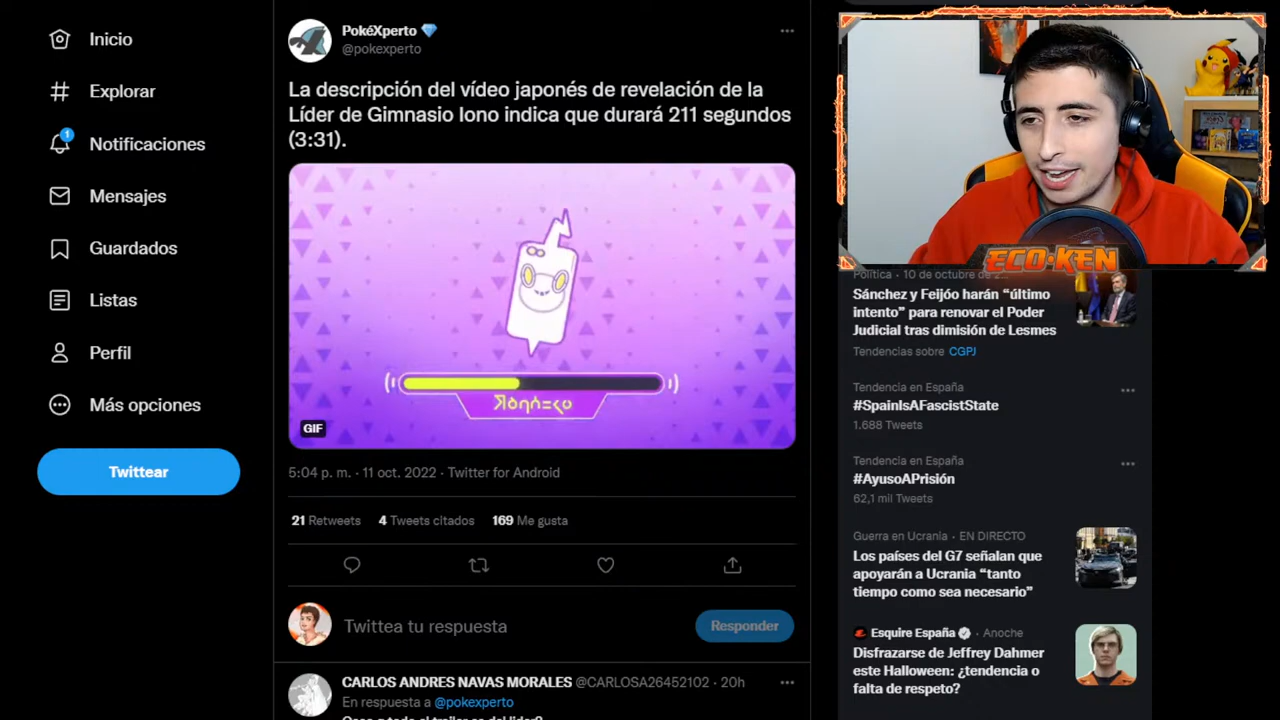 Inicio
Explorar
1
Notificaciones
Mensajes
Guardados
Listas
Perfil
Más opciones
Twittear
PokéXperto
@pokexperto
La descripción del vídeo japonés de revelación de la
Líder de Gimnasio Iono indica que durará 211 segundos
(3:31).
GIF
5:04 p. m. · 11 oct. 2022 · Twitter for Android
21 Retweets 4 Tweets citados 169 Me gusta
Twittea tu respuesta
Responder
CARLOS ANDRES NAVAS MORALES @CARLOSA26452102 · 20h
En respuesta a @pokexperto
ECO·KEN
Política · 10 de octubre de 2...
Sánchez y Feijóo harán “último
intento” para renovar el Poder
Judicial tras dimisión de Lesmes
Tendencias sobre CGPJ
Tendencia en España
#SpainIsAFascistState
1.688 Tweets
Tendencia en España
#AyusoAPrisión
62,1 mil Tweets
Guerra en Ucrania · EN DIRECTO
Los países del G7 señalan que
apoyarán a Ucrania “tanto
tiempo como sea necesario”
Esquire España · Anoche
Disfrazarse de Jeffrey Dahmer
este Halloween: ¿tendencia o
falta de respeto?